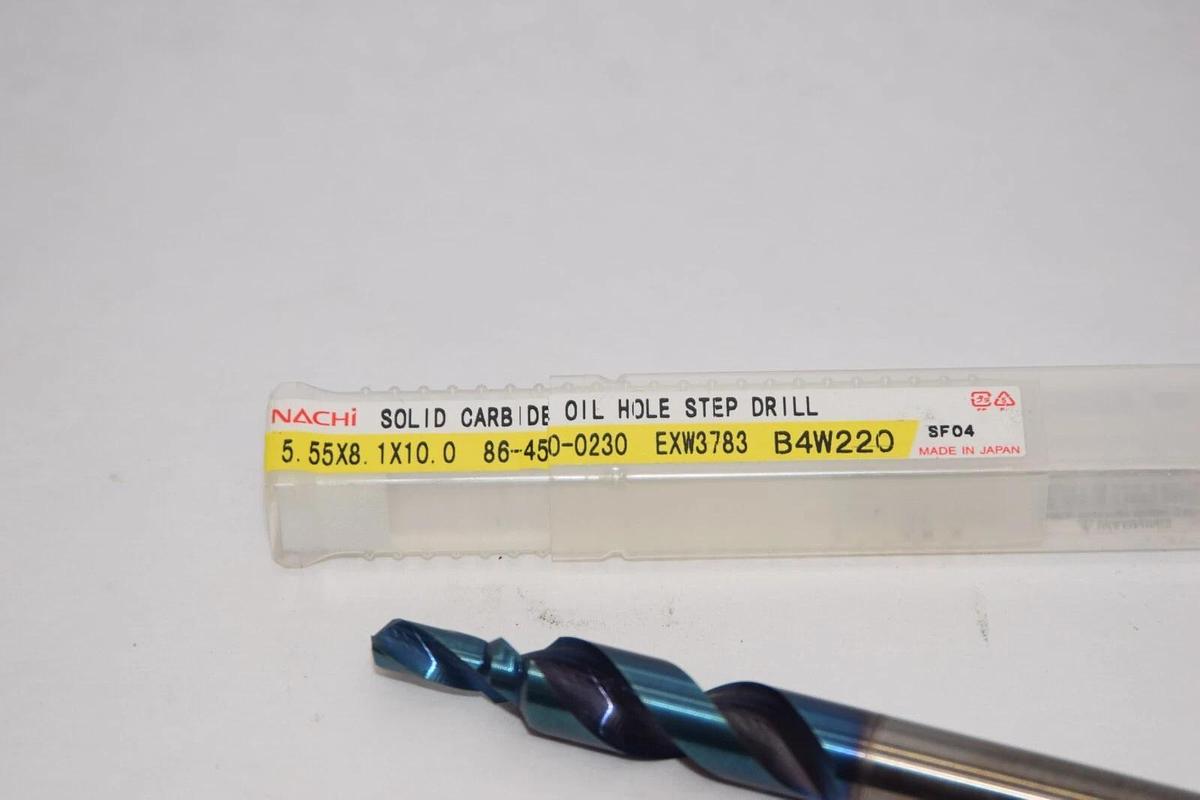 NACHi SOLID CARBIDE OIL HOLE STEP DRILL
5.55X8.1X10.0 86-450-0230 EXW3783 B4W220 SF04
MADE IN JAPAN